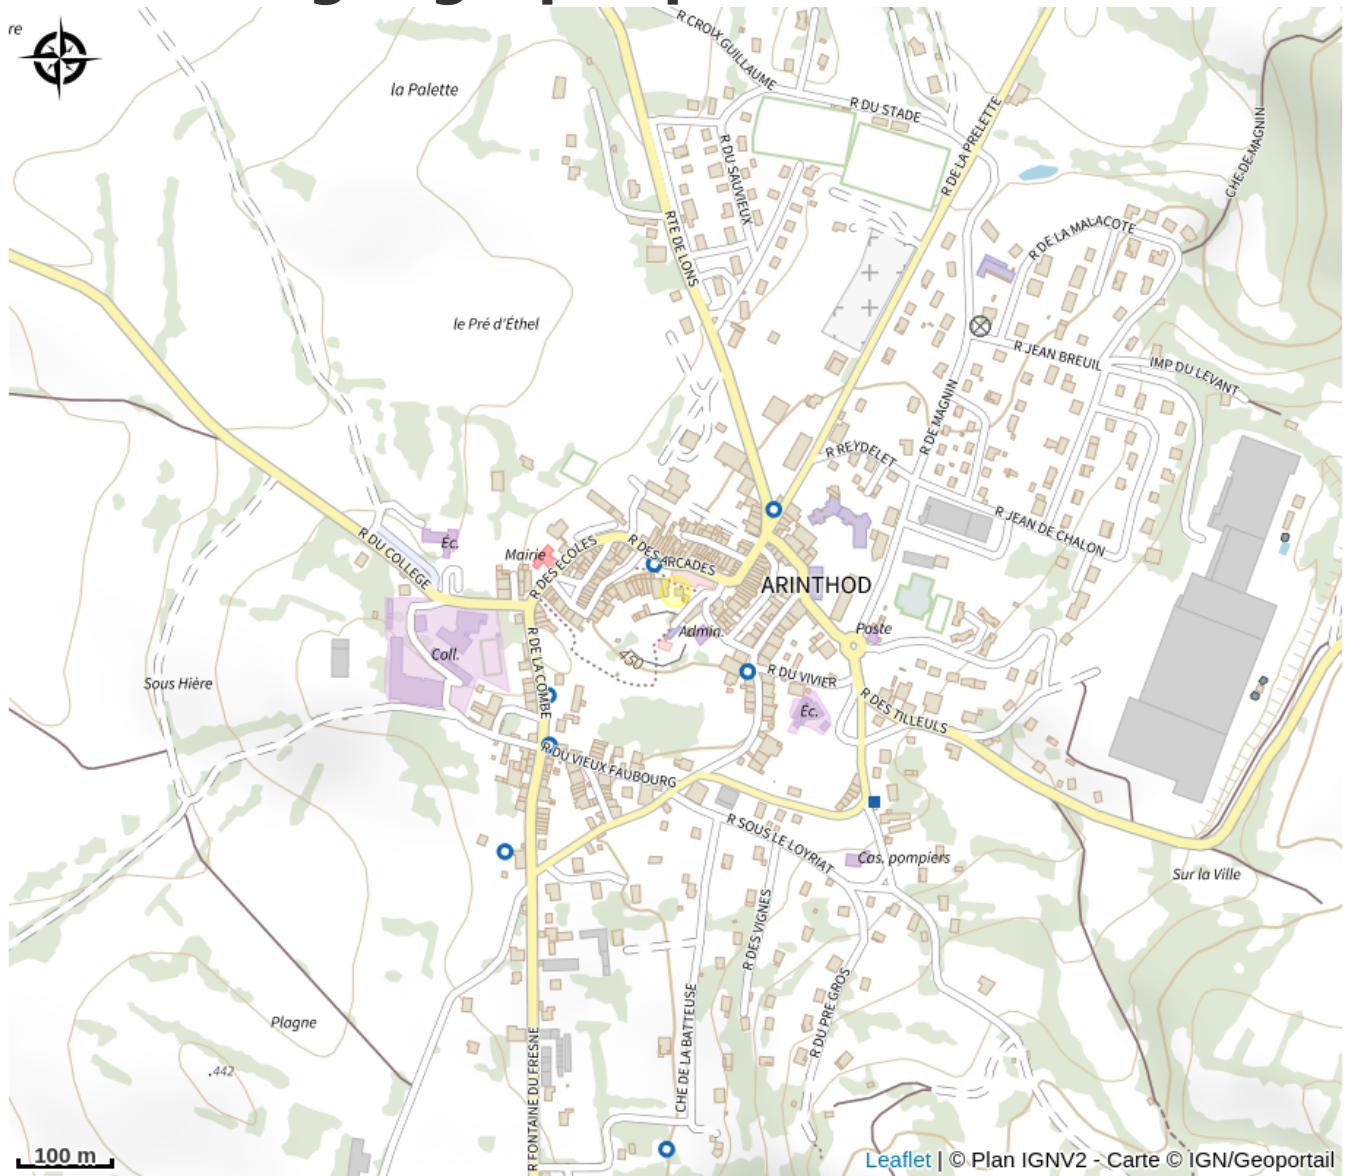 re
R CROIX GUILLAUME
la Palette
R DU STADE
R DE LA PRELETTE
CHE DE MAGNIN
R DU SAUVIEUX
RTE DE LONS
R DE LA MALACOTE
C
le Pré d'Éthel
R JEAN BREUIL
IMP DU LEVANT
R DE MAGNIN
R REYDELET
R JEAN DE CHALON
R DU COLLEGE
Éc.
Mairie
R DES ECOLES
R DES ARCADES
ARINTHOD
Poste
Admin.
450
Coll.
R DE LA COMBE
Sous Hière
R DU VIVIER
Éc.
R DES TILLEULS
R DU VIEUX FAUBOURG
R SOUS LE LOYRIAT
Cas. pompiers
Sur la Ville
R DES VIGNES
R DU PRE GROS
CHE DE LA BATTEUSE
Plagne
.442
R FONTAINE DU FRESNE
100 m
Leaflet | © Plan IGNV2 - Carte © IGN/Geoportail